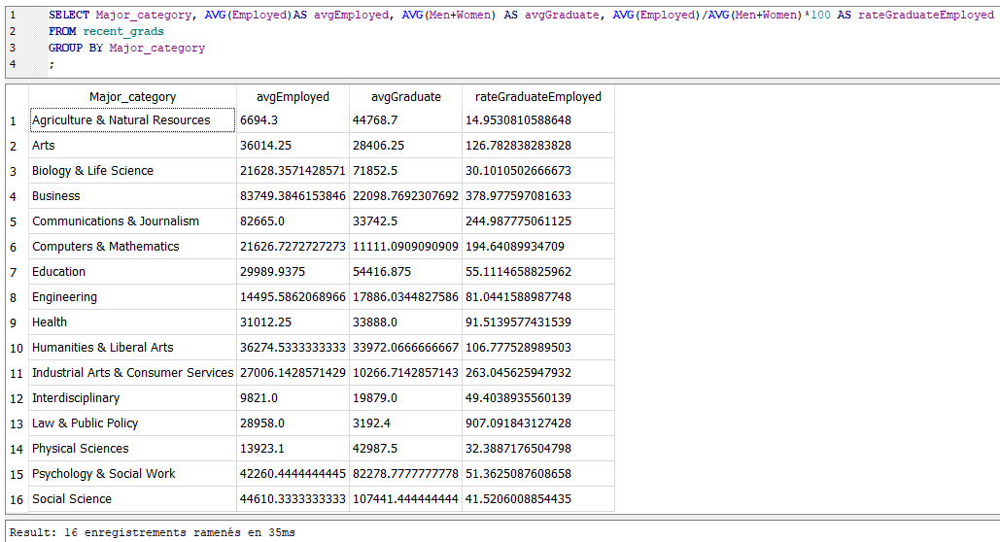 1 SELECT Major_category, AVG(Employed)AS avgEmployed, AVG(Men+Women) AS avgGraduate, AVG(Employed)/AVG(Men+Women)*100 AS rateGraduateEmployed
2 FROM recent_grads
3 GROUP BY Major_category
4 ;
Major_category avgEmployed avgGraduate rateGraduateEmployed
1 Agriculture & Natural Resources 6694.3 44768.7 14.9530810588648
2 Arts 36014.25 28406.25 126.782838283828
3 Biology & Life Science 21628.3571428571 71852.5 30.1010502666673
4 Business 83749.3846153846 22098.7692307692 378.977597081633
5 Communications & Journalism 82665.0 33742.5 244.987775061125
6 Computers & Mathematics 21626.7272727273 11111.0909090909 194.64089934709
7 Education 29989.9375 54416.875 55.1114658825962
8 Engineering 14495.5862068966 17886.0344827586 81.0441588987748
9 Health 31012.25 33888.0 91.5139577431539
10 Humanities & Liberal Arts 36274.5333333333 33972.0666666667 106.777528989503
11 Industrial Arts & Consumer Services 27006.1428571429 10266.7142857143 263.045625947932
12 Interdisciplinary 9821.0 19879.0 49.4038935560139
13 Law & Public Policy 28958.0 3192.4 907.091843127428
14 Physical Sciences 13923.1 42987.5 32.3887176504798
15 Psychology & Social Work 42260.4444444445 82278.7777777778 51.3625087608658
16 Social Science 44610.3333333333 107441.444444444 41.5206008854435
Result: 16 enregistrements ramenés en 35ms